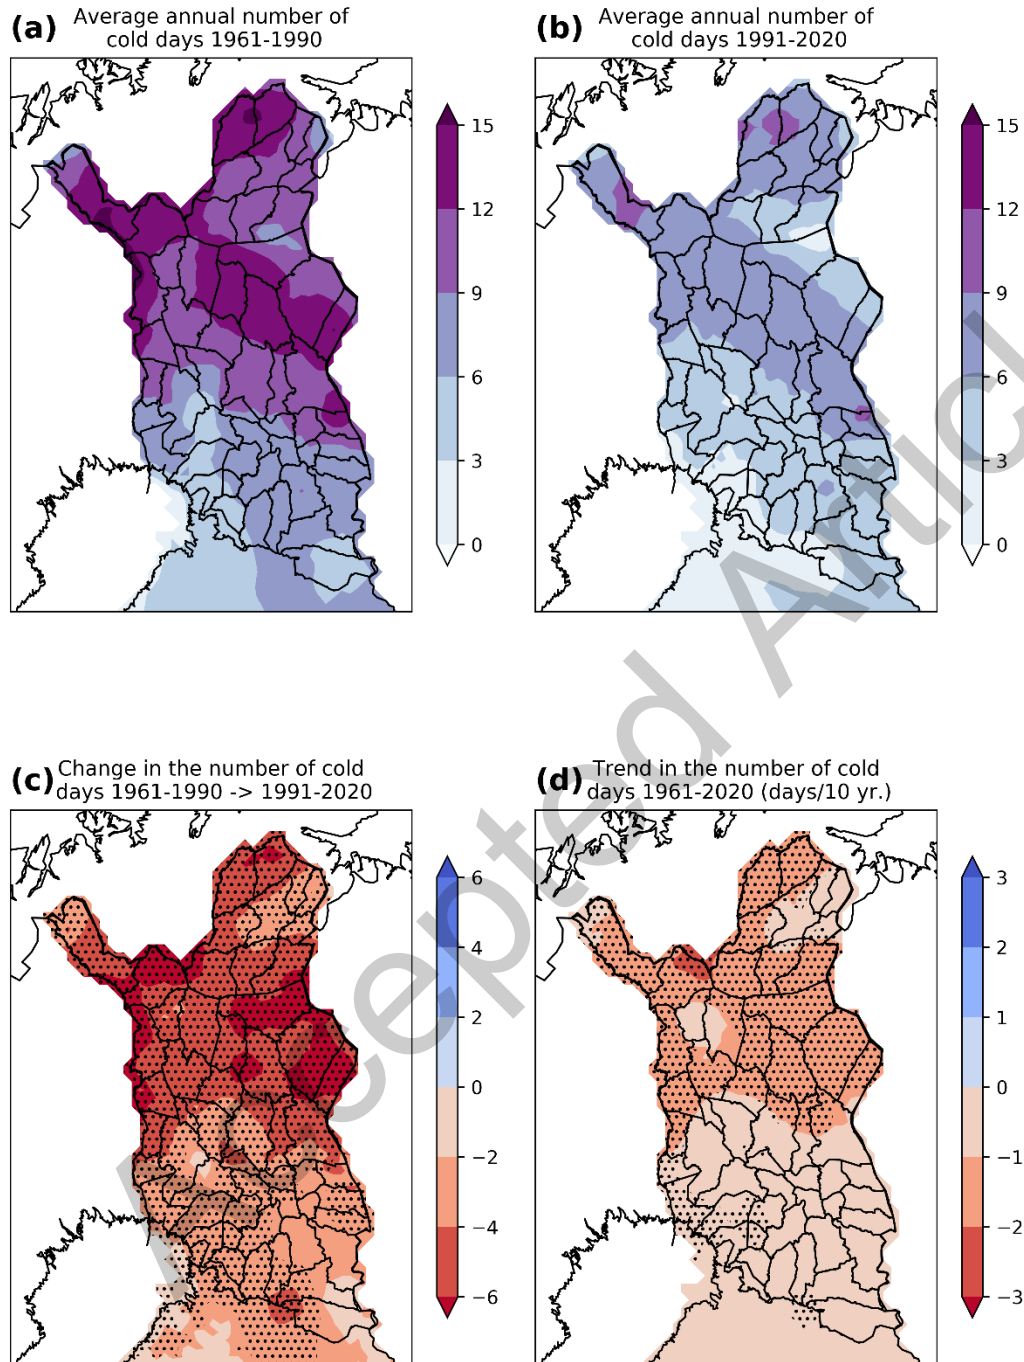 (a) Average annual number of
cold days 1961-1990
15
12
9
6
3
0
(b) Average annual number of
cold days 1991-2020
15
12
9
6
3
0
(c) Change in the number of cold
days 1961-1990 -> 1991-2020
6
4
2
0
−2
−4
−6
(d) Trend in the number of cold
days 1961-2020 (days/10 yr.)
3
2
1
0
−1
−2
−3
Accepted Articl